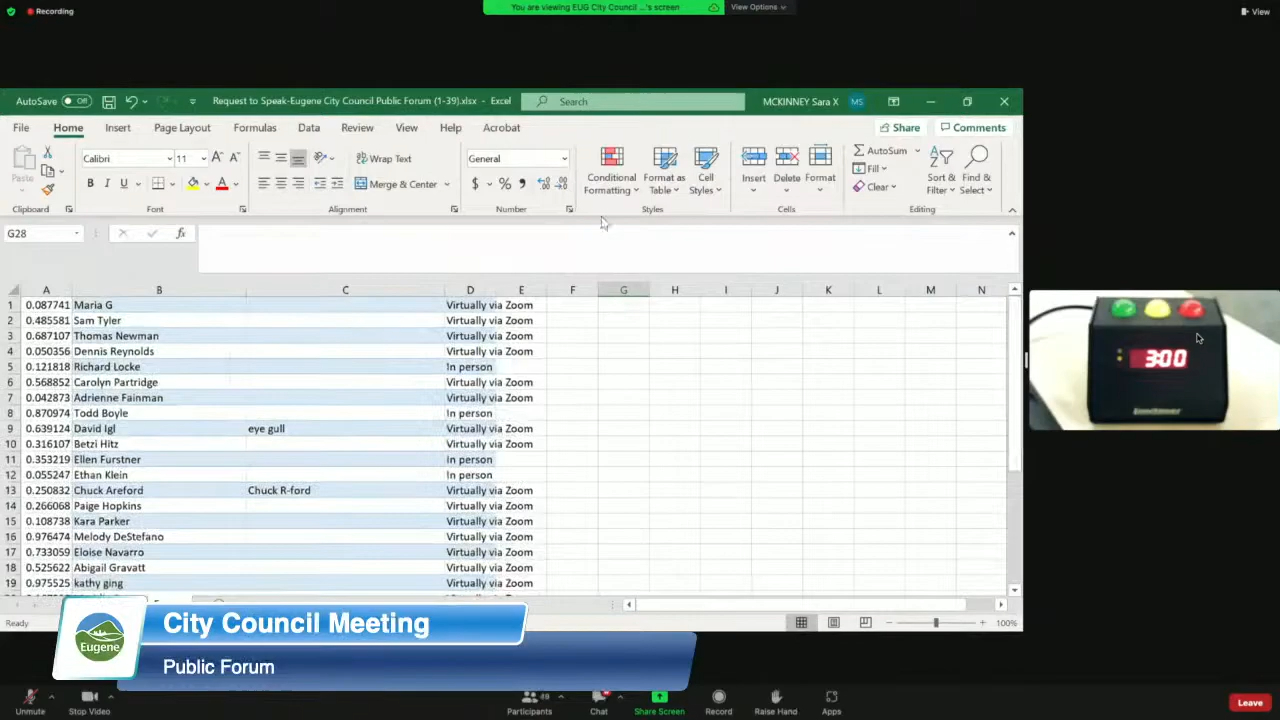 Recording
You are viewing EUG City Council ...'s screen
View Options
View
AutoSave Off
Request to Speak-Eugene City Council Public Forum (1-39).xlsx - Excel
Search
MCKINNEY Sara X MS
File Home Insert Page Layout Formulas Data Review View Help Acrobat
Share Comments
Paste
Calibri 11
Wrap Text
General
Conditional Formatting
Format as Table
Cell Styles
Insert Delete Format
AutoSum
Fill
Clear
Sort & Filter
Find & Select
B I U
Merge & Center
$ % ,
Clipboard Font Alignment Number Styles Cells Editing
G28 fx
A B C D E F G H I J K L M N
1 0.087741 Maria G Virtually via Zoom
2 0.485581 Sam Tyler Virtually via Zoom
3 0.687107 Thomas Newman Virtually via Zoom
4 0.050356 Dennis Reynolds Virtually via Zoom
5 0.121818 Richard Locke In person
6 0.568852 Carolyn Partridge Virtually via Zoom
7 0.042873 Adrienne Fainman Virtually via Zoom
8 0.870974 Todd Boyle In person
9 0.639124 David Igl eye gull Virtually via Zoom
10 0.316107 Betzi Hitz Virtually via Zoom
11 0.353219 Ellen Furstner In person
12 0.055247 Ethan Klein In person
13 0.250832 Chuck Areford Chuck R-ford Virtually via Zoom
14 0.266068 Paige Hopkins Virtually via Zoom
15 0.108738 Kara Parker Virtually via Zoom
16 0.976474 Melody DeStefano Virtually via Zoom
17 0.733059 Eloise Navarro Virtually via Zoom
18 0.525622 Abigail Gravatt Virtually via Zoom
19 0.975525 kathy ging Virtually via Zoom
3:00
Ready
100%
Eugene
City Council Meeting
Public Forum
Unmute
Stop Video
Participants 49
Chat
Share Screen
Record
Raise Hand
Apps
Leave